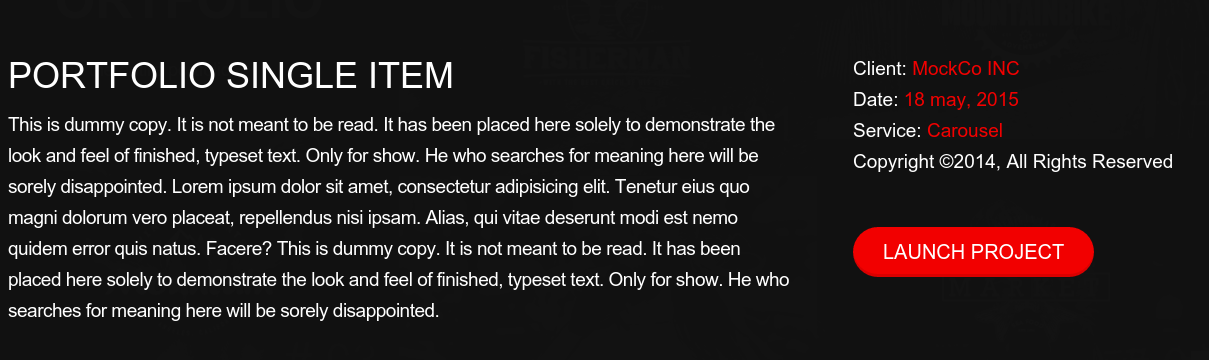 PORTFOLIO SINGLE ITEM
This is dummy copy. It is not meant to be read. It has been placed here solely to demonstrate the
look and feel of finished, typeset text. Only for show. He who searches for meaning here will be
sorely disappointed. Lorem ipsum dolor sit amet, consectetur adipisicing elit. Tenetur eius quo
magni dolorum vero placeat, repellendus nisi ipsam. Alias, qui vitae deserunt modi est nemo
quidem error quis natus. Facere? This is dummy copy. It is not meant to be read. It has been
placed here solely to demonstrate the look and feel of finished, typeset text. Only for show. He who
searches for meaning here will be sorely disappointed.
Client: MockCo INC
Date: 18 may, 2015
Service: Carousel
Copyright ©2014, All Rights Reserved
LAUNCH PROJECT